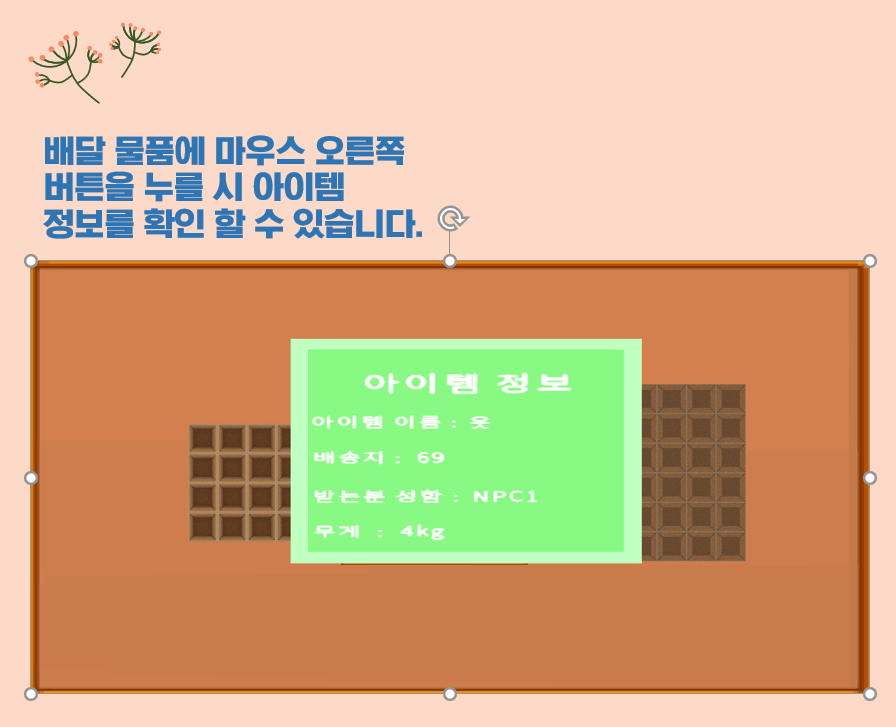 배달 물품에 마우스 오른쪽
버튼을 누를 시 아이템
정보를 확인 할 수 있습니다.
아이템 정보
아이템 이름 : 옷
배송지 : 69
받는분 성함 : NPC1
무게 : 4kg